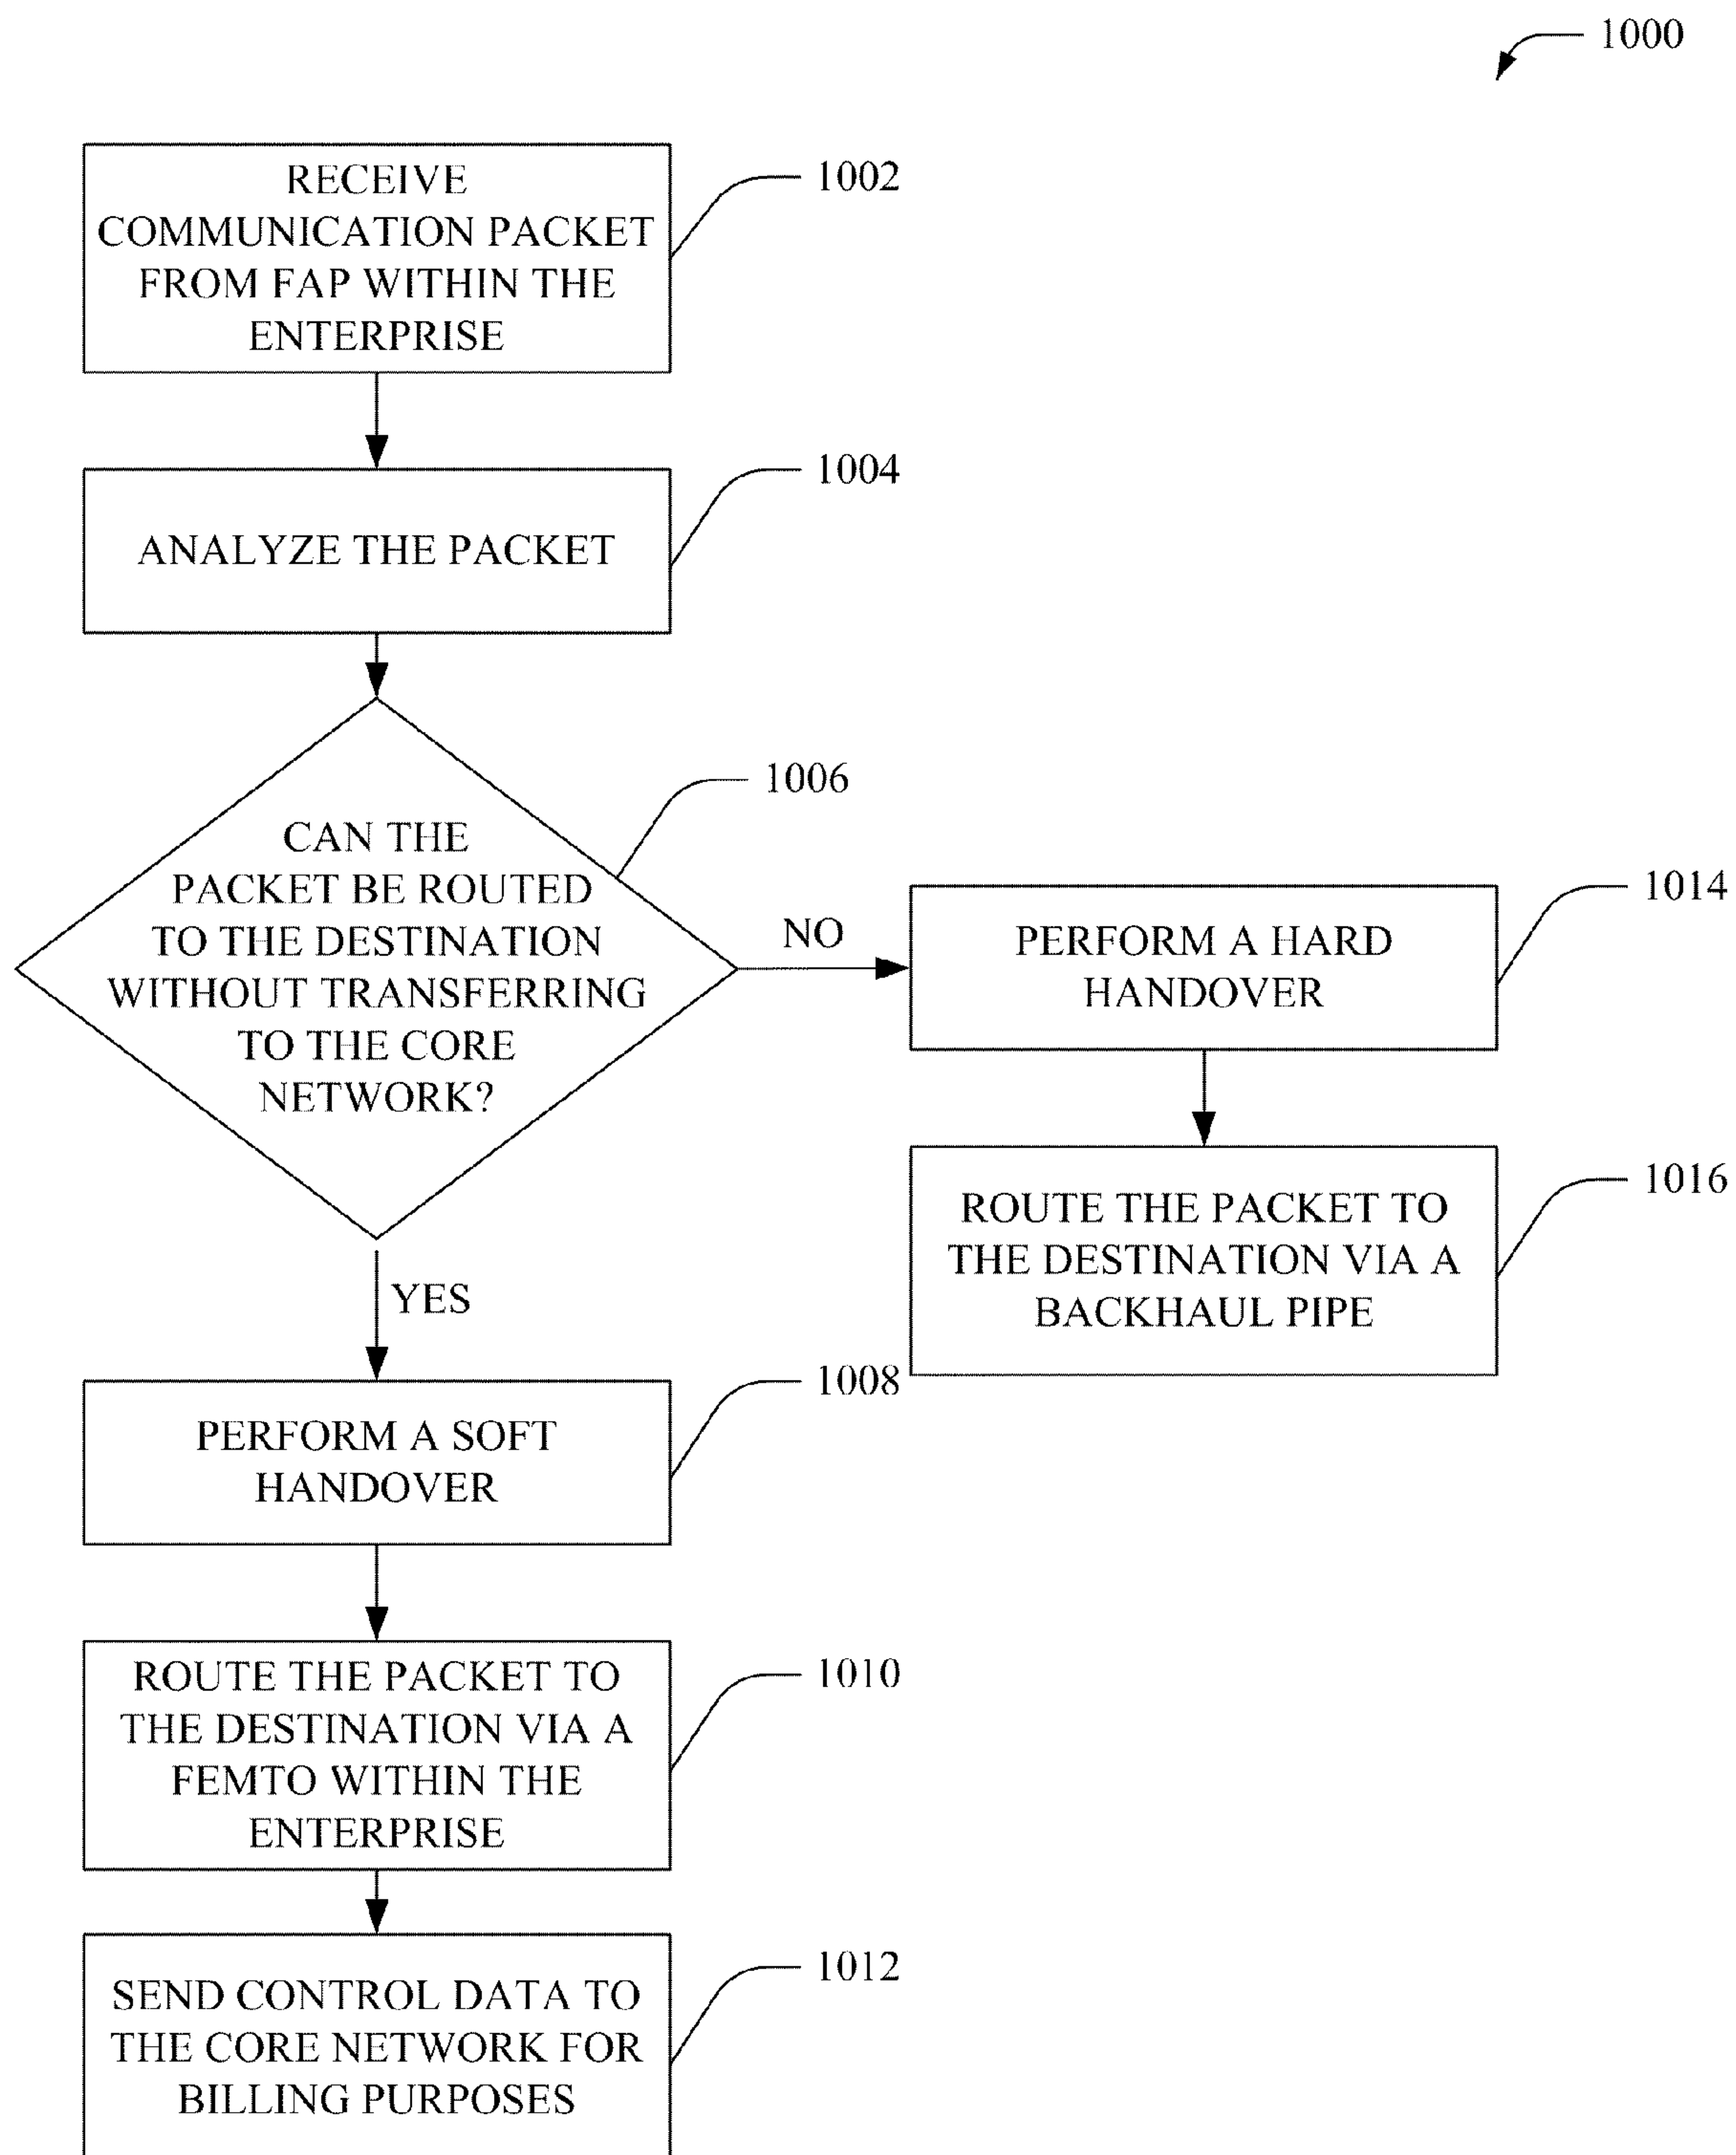 1000
RECEIVE
COMMUNICATION PACKET
FROM FAP WITHIN THE
ENTERPRISE
1002
ANALYZE THE PACKET
1004
CAN THE
PACKET BE ROUTED
TO THE DESTINATION
WITHOUT TRANSFERRING
TO THE CORE
NETWORK?
1006
NO
PERFORM A HARD
HANDOVER
1014
ROUTE THE PACKET TO
THE DESTINATION VIA A
BACKHAUL PIPE
1016
YES
PERFORM A SOFT
HANDOVER
1008
ROUTE THE PACKET TO
THE DESTINATION VIA A
FEMTO WITHIN THE
ENTERPRISE
1010
SEND CONTROL DATA TO
THE CORE NETWORK FOR
BILLING PURPOSES
1012